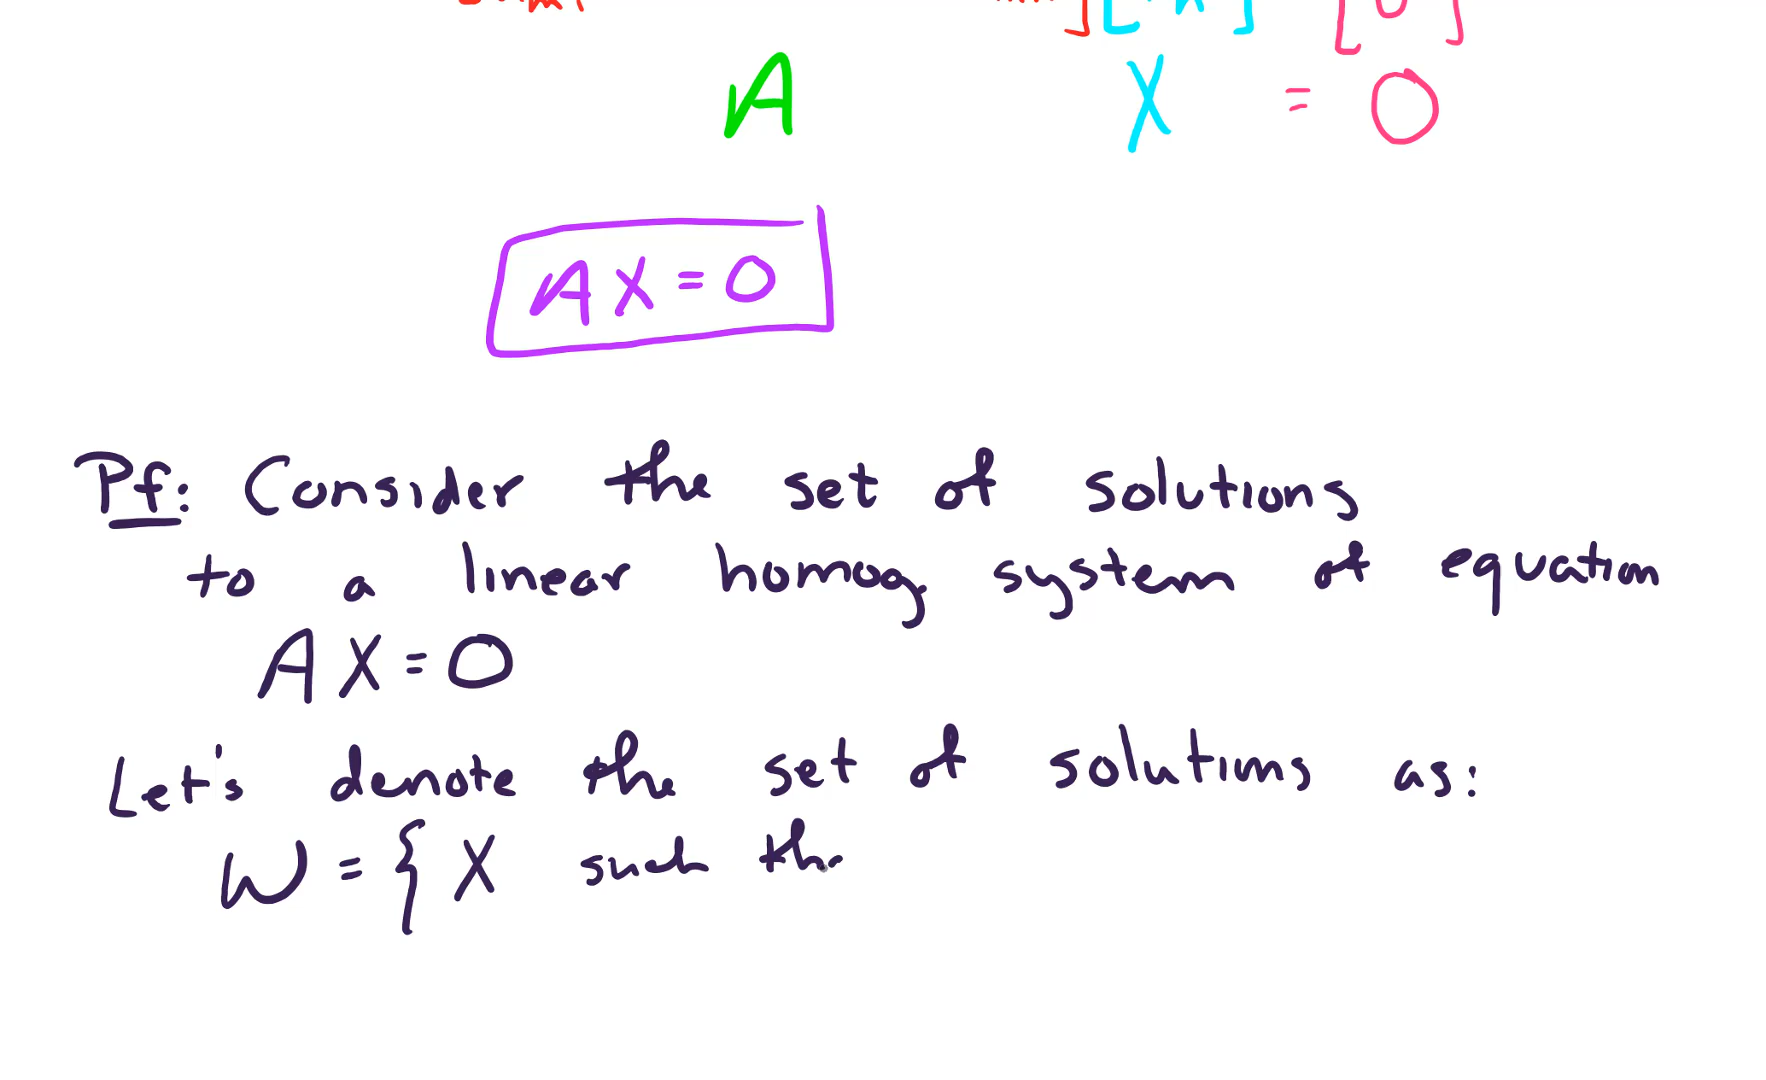 A X = 0
AX = 0
Pf: Consider the set of solutions
to a linear homog system of equation
AX = 0
Let's denote the set of solutions as:
W = { X such the